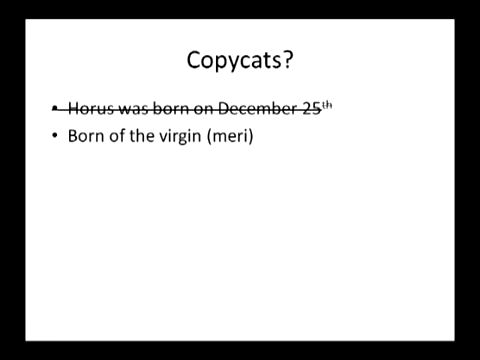 Copycats?
• Horus was born on December 25th
• Born of the virgin (meri)